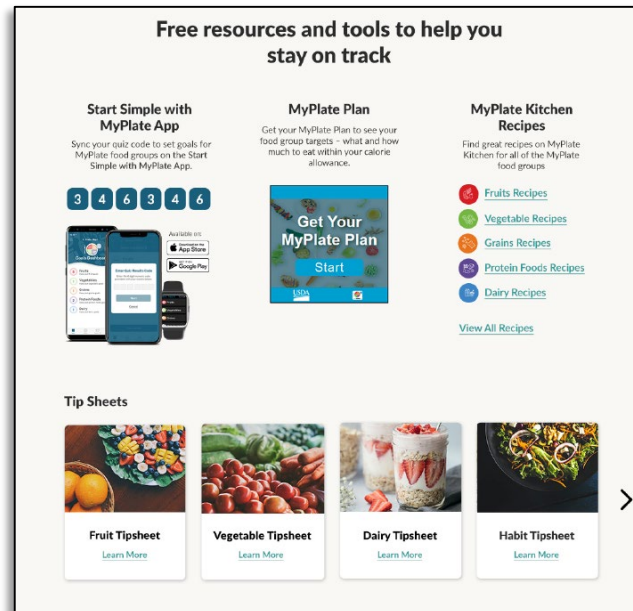 Free resources and tools to help you
stay on track
Start Simple with
MyPlate App
Sync your quiz code to set goals for
MyPlate food groups on the Start
Simple with MyPlate App.
3 4 6 3 4 6
Available on:
Download on the
App Store
Google Play
MyPlate Plan
Get your MyPlate Plan to see your
food group targets – what and how
much to eat within your calorie
allowance.
Get Your
MyPlate Plan
Start
USDA
MyPlate Kitchen
Recipes
Find great recipes on MyPlate
Kitchen for all of the MyPlate
food groups
Fruits Recipes
Vegetable Recipes
Grains Recipes
Protein Foods Recipes
Dairy Recipes
View All Recipes
Tip Sheets
Fruit Tipsheet
Learn More
Vegetable Tipsheet
Learn More
Dairy Tipsheet
Learn More
Habit Tipsheet
Learn More